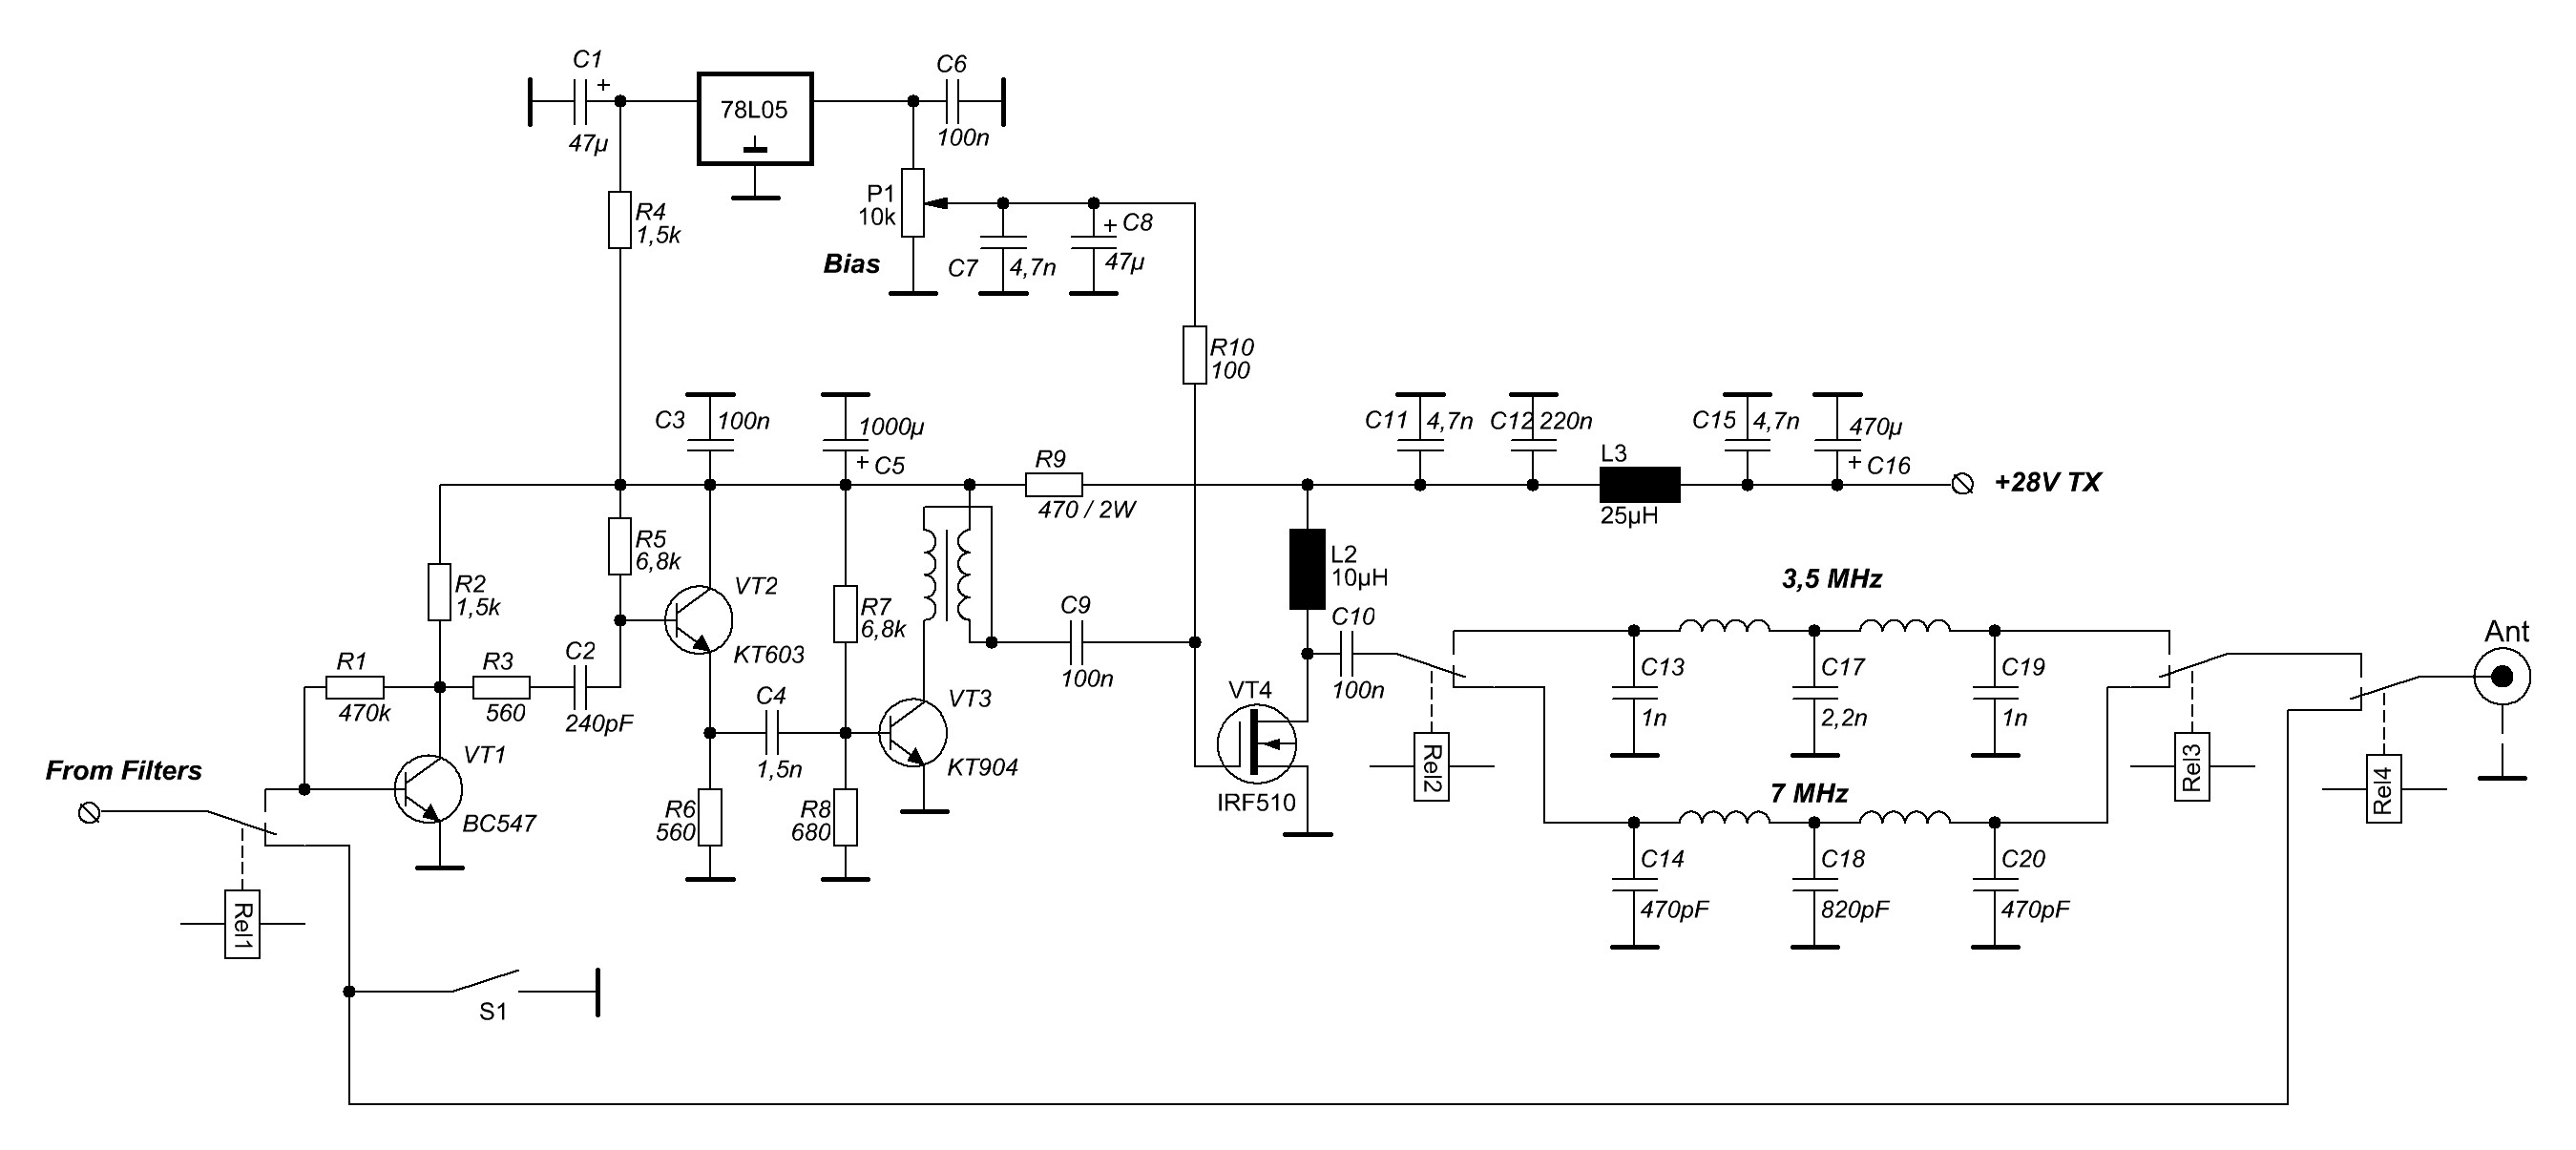 C1
+
47µ
78L05
C6
100n
R4
1,5k
P1
10k
Bias
C7
4,7n
+ C8
47µ
R10
100
C3
100n
1000µ
+ C5
R9
470 / 2W
C11
4,7n
C12
220n
L3
25µH
C15
4,7n
470µ
+ C16
+28V TX
R5
6,8k
R2
1,5k
VT2
KT603
R7
6,8k
L2
10µH
C9
100n
C10
100n
3,5 MHz
Ant
R1
470k
R3
560
C2
240pF
C4
1,5n
VT3
KT904
VT4
IRF510
C13
1n
C17
2,2n
C19
1n
Rel2
Rel3
Rel4
From Filters
VT1
BC547
R6
560
R8
680
7 MHz
C14
470pF
C18
820pF
C20
470pF
Rel1
S1